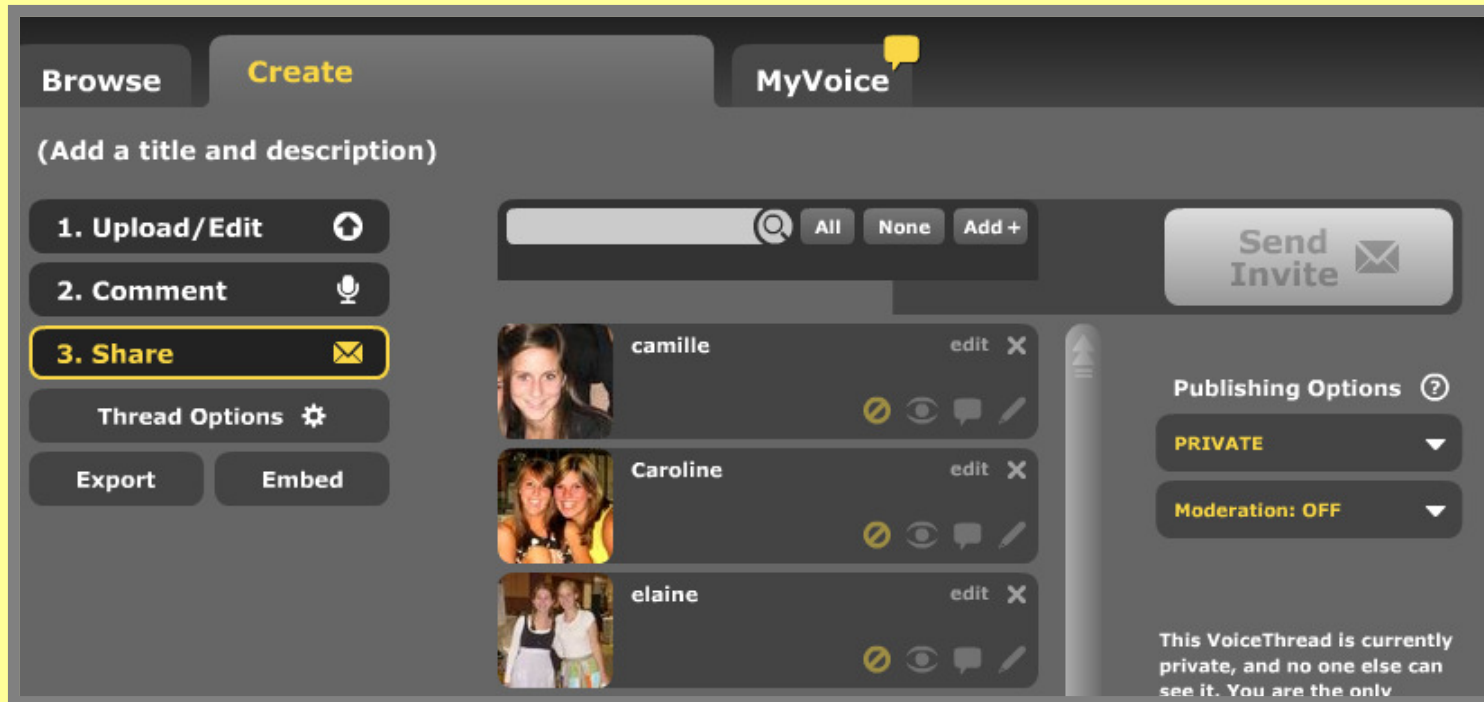 Browse
Create
MyVoice
(Add a title and description)
1. Upload/Edit
2. Comment
3. Share
Thread Options
Export
Embed
All
None
Add +
Send
Invite
camille
edit
Caroline
edit
elaine
edit
Publishing Options ?
PRIVATE
Moderation: OFF
This VoiceThread is currently
private, and no one else can
see it. You are the only